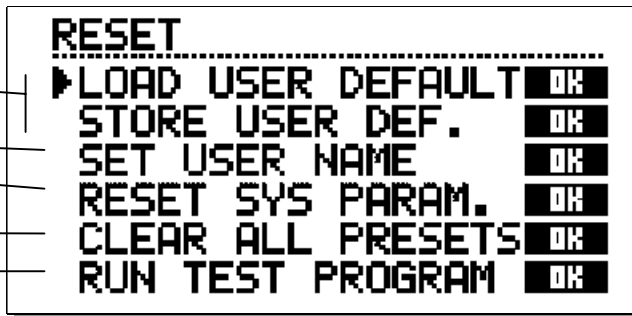 RESET
▶LOAD USER DEFAULT OK
STORE USER DEF. OK
SET USER NAME OK
RESET SYS PARAM. OK
CLEAR ALL PRESETS OK
RUN TEST PROGRAM OK